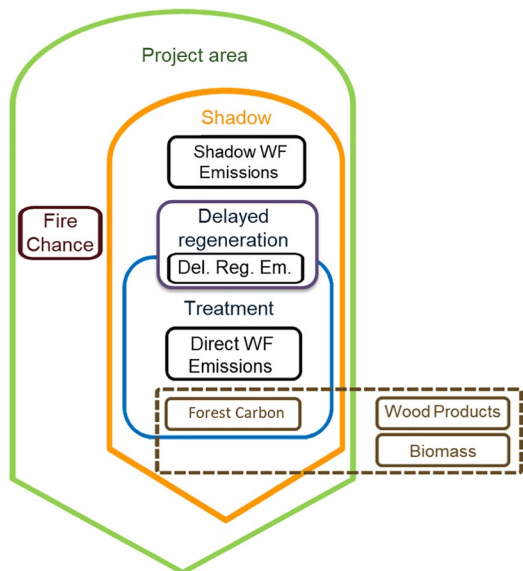 Project area
Shadow
Shadow WF
Emissions
Fire
Chance
Delayed
regeneration
Del. Reg. Em.
Treatment
Direct WF
Emissions
Forest Carbon
Wood Products
Biomass